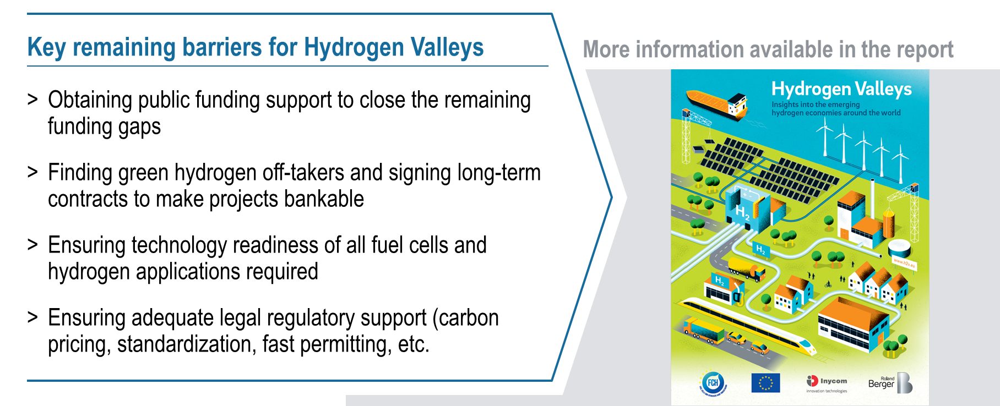 Key remaining barriers for Hydrogen Valleys
> Obtaining public funding support to close the remaining
funding gaps
> Finding green hydrogen off-takers and signing long-term
contracts to make projects bankable
> Ensuring technology readiness of all fuel cells and
hydrogen applications required
> Ensuring adequate legal regulatory support (carbon
pricing, standardization, fast permitting, etc.
More information available in the report
Hydrogen Valleys
Insights into the emerging
hydrogen economies around the world
H2
H2
www.h2v.eu
H2
FCH
Inycom
innovation technologies
Roland
Berger
B